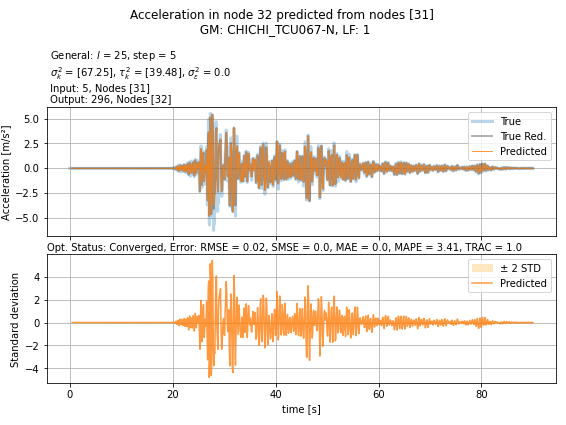 Acceleration in node 32 predicted from nodes [31]
GM: CHICHI_TCU067-N, LF: 1
General: l = 25, step = 5
σ²ₖ = [67.25], τ²ₖ = [39.48], σ²ε = 0.0
Input: 5, Nodes [31]
Output: 296, Nodes [32]
Acceleration [m/s²]
5.0
2.5
0.0
−2.5
−5.0
True
True Red.
Predicted
Opt. Status: Converged, Error: RMSE = 0.02, SMSE = 0.0, MAE = 0.0, MAPE = 3.41, TRAC = 1.0
Standard deviation
4
2
0
−2
−4
± 2 STD
Predicted
0 20 40 60 80
time [s]